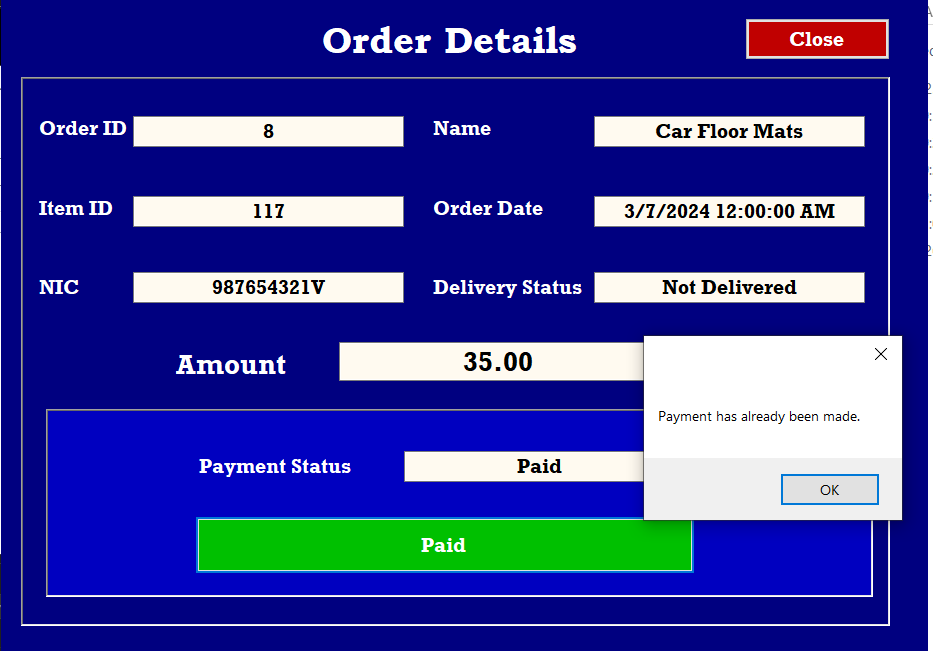 Order Details
Close
Order ID 8 Name Car Floor Mats
Item ID 117 Order Date 3/7/2024 12:00:00 AM
NIC 987654321V Delivery Status Not Delivered
Amount 35.00
Payment has already been made.
Payment Status Paid
OK
Paid